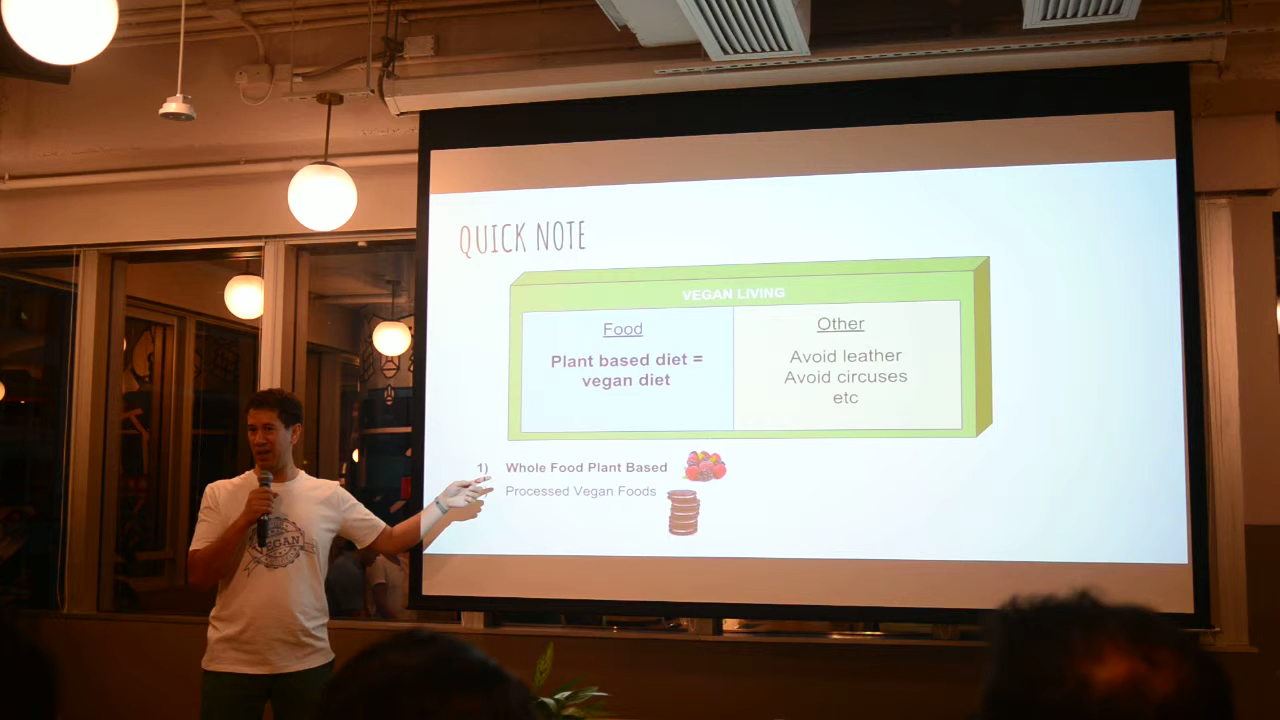 QUICK NOTE
VEGAN LIVING
Food
Plant based diet =
vegan diet
Other
Avoid leather
Avoid circuses
etc
1) Whole Food Plant Based
Processed Vegan Foods
VEGAN